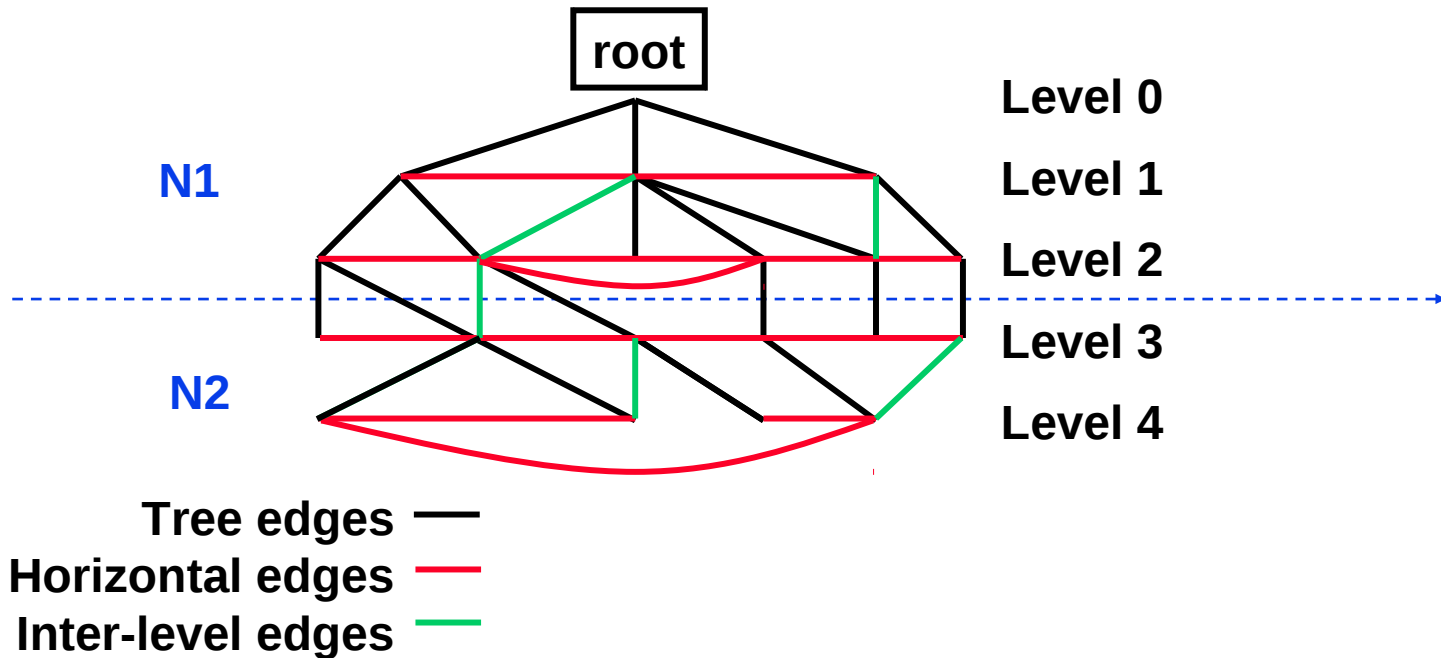 root
Level 0
N1
Level 1
Level 2
Level 3
N2
Level 4
Tree edges
Horizontal edges
Inter-level edges